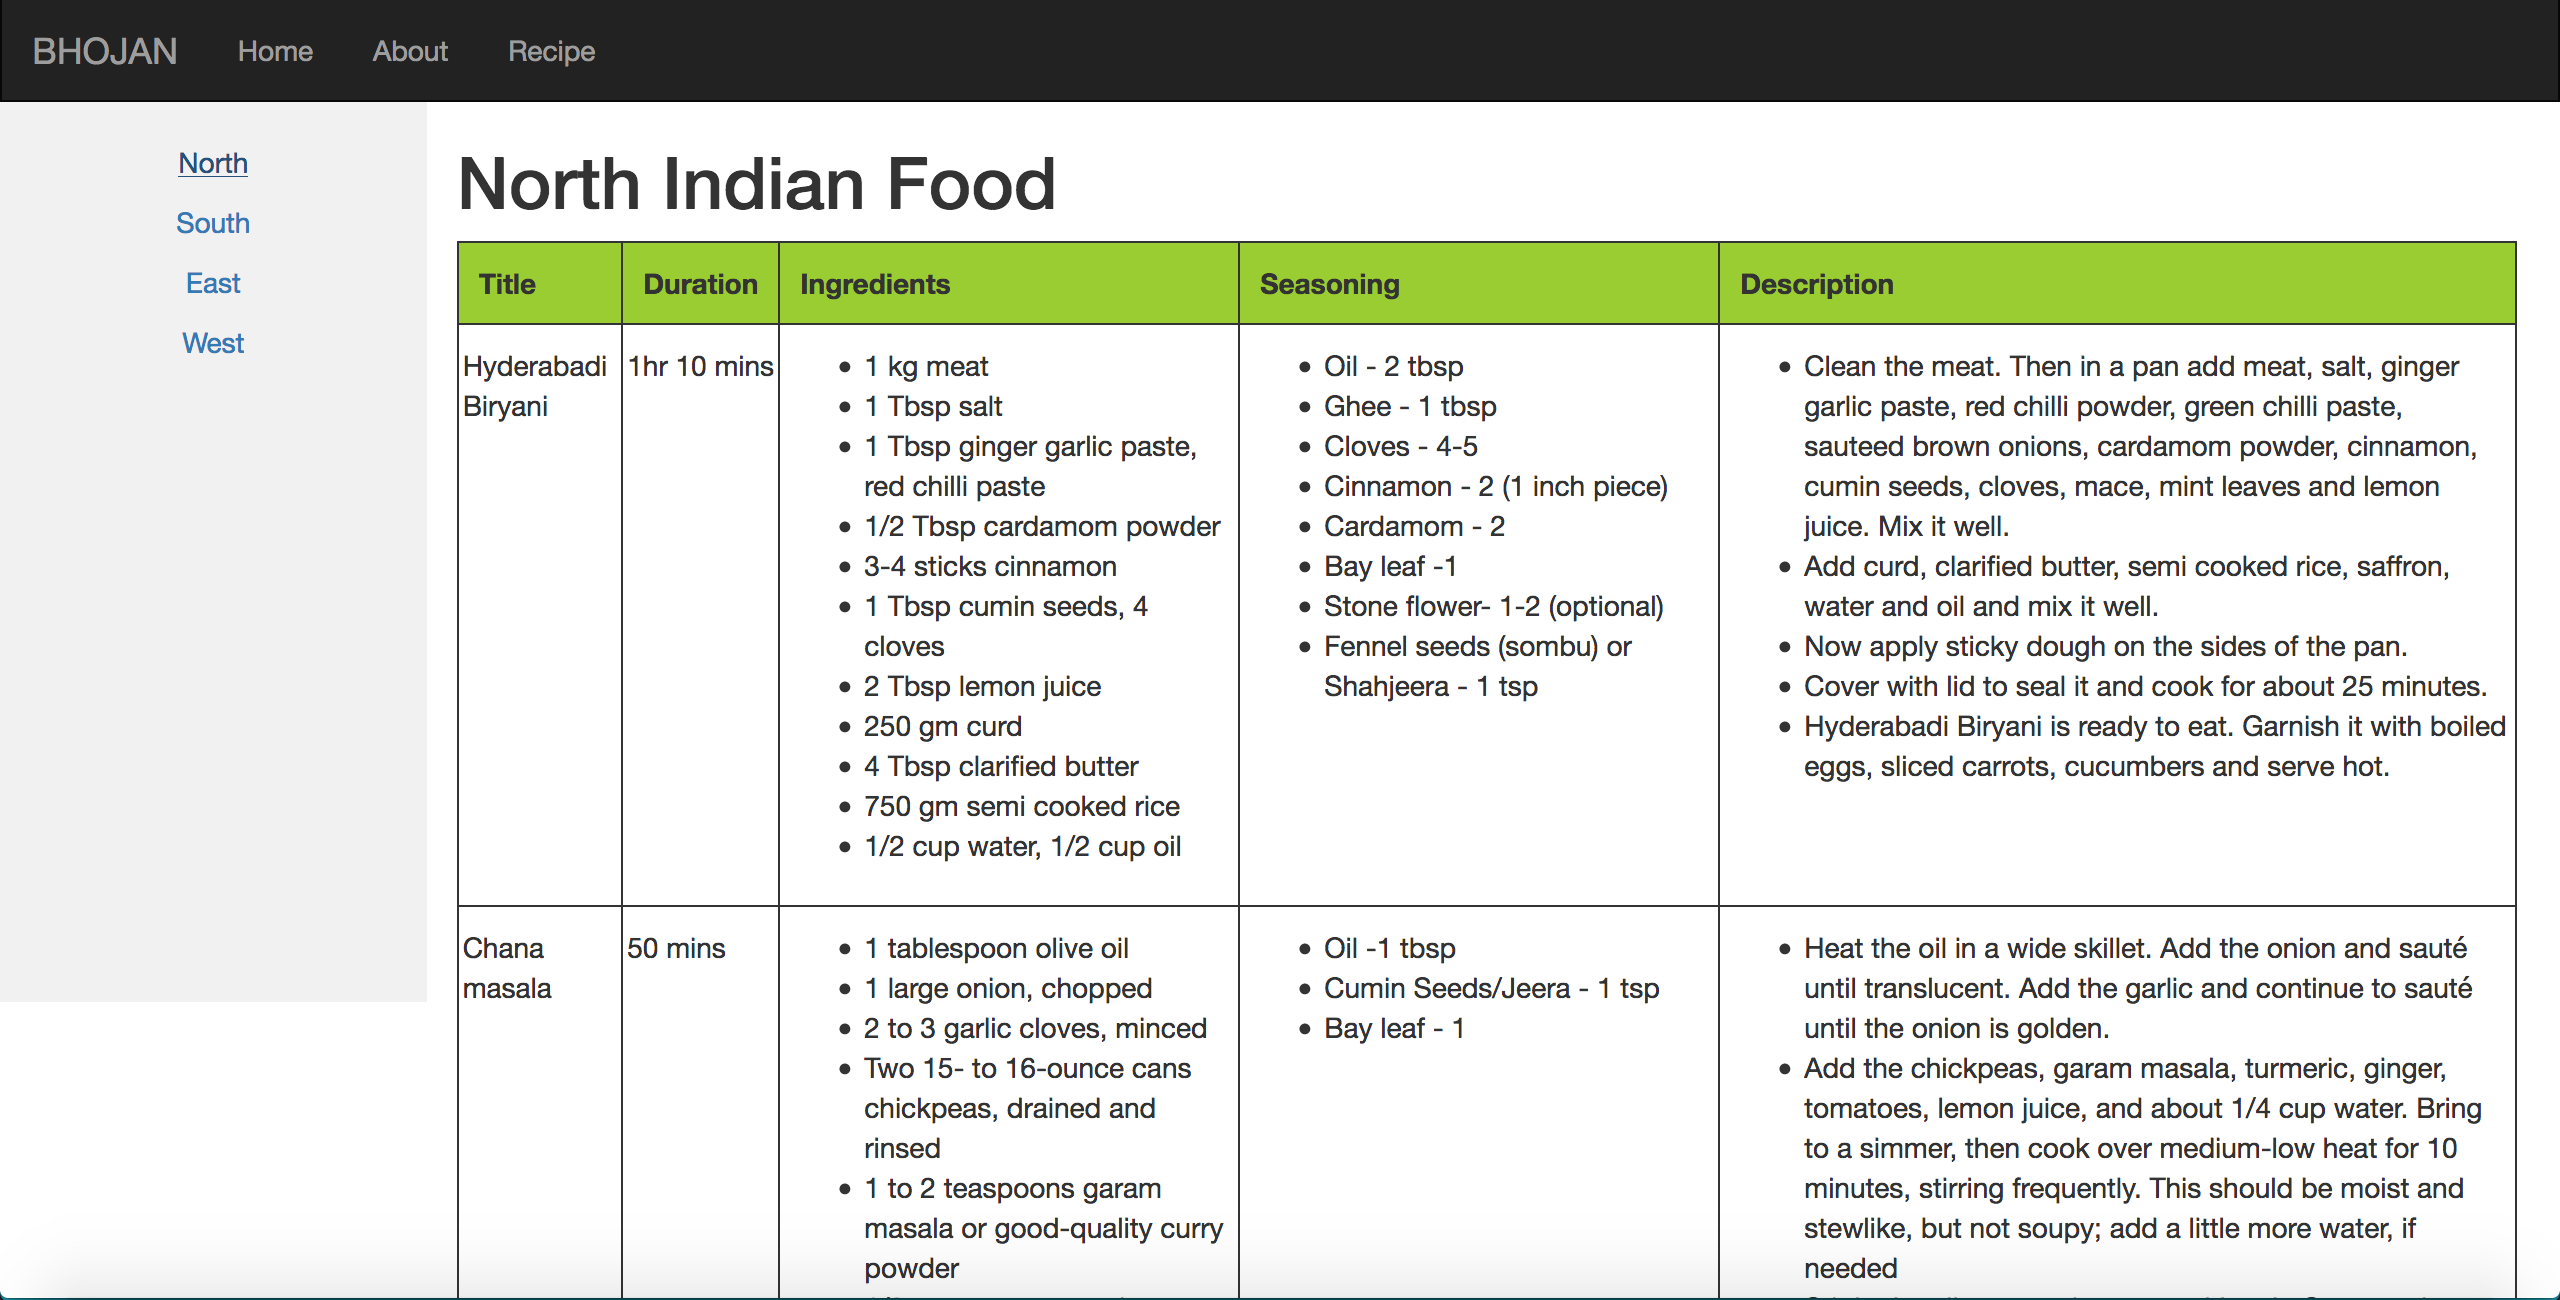 BHOJAN Home About Recipe
North
South
East
West
North Indian Food
Title Duration Ingredients Seasoning Description
Hyderabadi
Biryani
1hr 10 mins
1 kg meat
1 Tbsp salt
1 Tbsp ginger garlic paste,
red chilli paste
1/2 Tbsp cardamom powder
3-4 sticks cinnamon
1 Tbsp cumin seeds, 4
cloves
2 Tbsp lemon juice
250 gm curd
4 Tbsp clarified butter
750 gm semi cooked rice
1/2 cup water, 1/2 cup oil
Oil - 2 tbsp
Ghee - 1 tbsp
Cloves - 4-5
Cinnamon - 2 (1 inch piece)
Cardamom - 2
Bay leaf -1
Stone flower- 1-2 (optional)
Fennel seeds (sombu) or
Shahjeera - 1 tsp
Clean the meat. Then in a pan add meat, salt, ginger
garlic paste, red chilli powder, green chilli paste,
sauteed brown onions, cardamom powder, cinnamon,
cumin seeds, cloves, mace, mint leaves and lemon
juice. Mix it well.
Add curd, clarified butter, semi cooked rice, saffron,
water and oil and mix it well.
Now apply sticky dough on the sides of the pan.
Cover with lid to seal it and cook for about 25 minutes.
Hyderabadi Biryani is ready to eat. Garnish it with boiled
eggs, sliced carrots, cucumbers and serve hot.
Chana
masala
50 mins
1 tablespoon olive oil
1 large onion, chopped
2 to 3 garlic cloves, minced
Two 15- to 16-ounce cans
chickpeas, drained and
rinsed
1 to 2 teaspoons garam
masala or good-quality curry
powder
Oil -1 tbsp
Cumin Seeds/Jeera - 1 tsp
Bay leaf - 1
Heat the oil in a wide skillet. Add the onion and sauté
until translucent. Add the garlic and continue to sauté
until the onion is golden.
Add the chickpeas, garam masala, turmeric, ginger,
tomatoes, lemon juice, and about 1/4 cup water. Bring
to a simmer, then cook over medium-low heat for 10
minutes, stirring frequently. This should be moist and
stewlike, but not soupy; add a little more water, if
needed